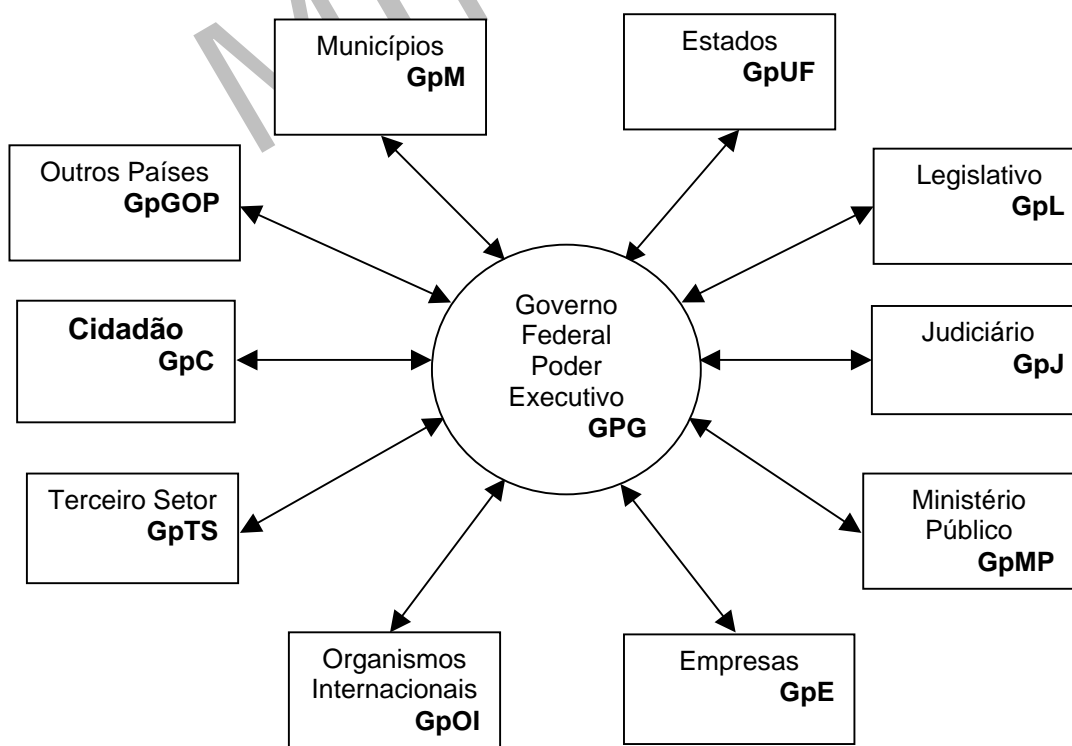 Municípios
GpM
Estados
GpUF
Outros Países
GpGOP
Legislativo
GpL
Governo
Federal
Poder
Executivo
GPG
Cidadão
GpC
Judiciário
GpJ
Terceiro Setor
GpTS
Ministério
Público
GpMP
Organismos
Internacionais
GpOI
Empresas
GpE